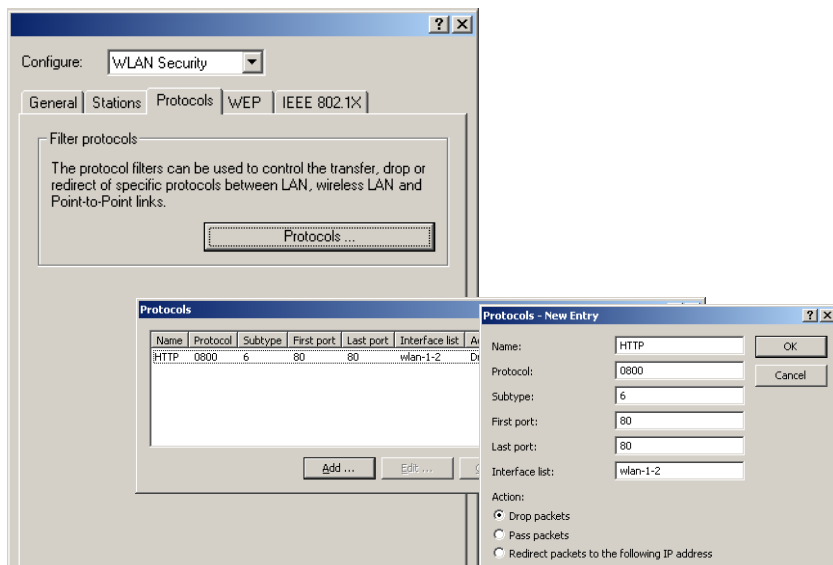 Configure: WLAN Security
General Stations Protocols WEP IEEE 802.1X
Filter protocols
The protocol filters can be used to control the transfer, drop or
redirect of specific protocols between LAN, wireless LAN and
Point-to-Point links.
Protocols ...
Protocols
Name Protocol Subtype First port Last port Interface list
HTTP 0800 6 80 80 wlan-1-2
Add ... Edit ...
Protocols - New Entry
Name: HTTP OK
Protocol: 0800 Cancel
Subtype: 6
First port: 80
Last port: 80
Interface list: wlan-1-2
Action:
Drop packets
Pass packets
Redirect packets to the following IP address